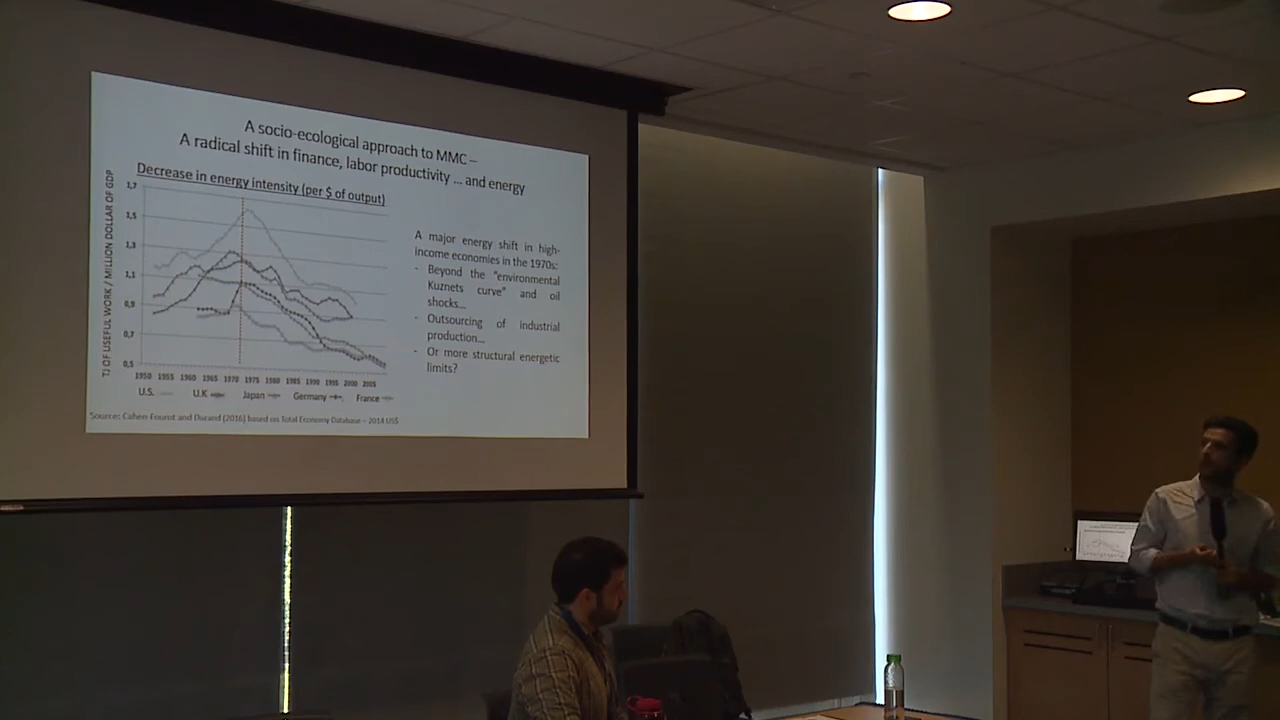 A socio-ecological approach to MMC –
A radical shift in finance, labor productivity ... and energy
Decrease in energy intensity (per $ of output)
TJ OF USEFUL WORK / MILLION DOLLAR OF GDP
1,7
1,5
1,3
1,1
0,9
0,7
0,5
1950 1955 1960 1965 1970 1975 1980 1985 1990 1995 2000 2005
U.S. U.K Japan Germany France
Source: Cahen-Fourot and Durand (2016) based on Total Economy Database – 2014 US$
A major energy shift in high-
income economies in the 1970s:
- Beyond the "environmental
Kuznets curve" and oil
shocks...
- Outsourcing of industrial
production...
- Or more structural energetic
limits?